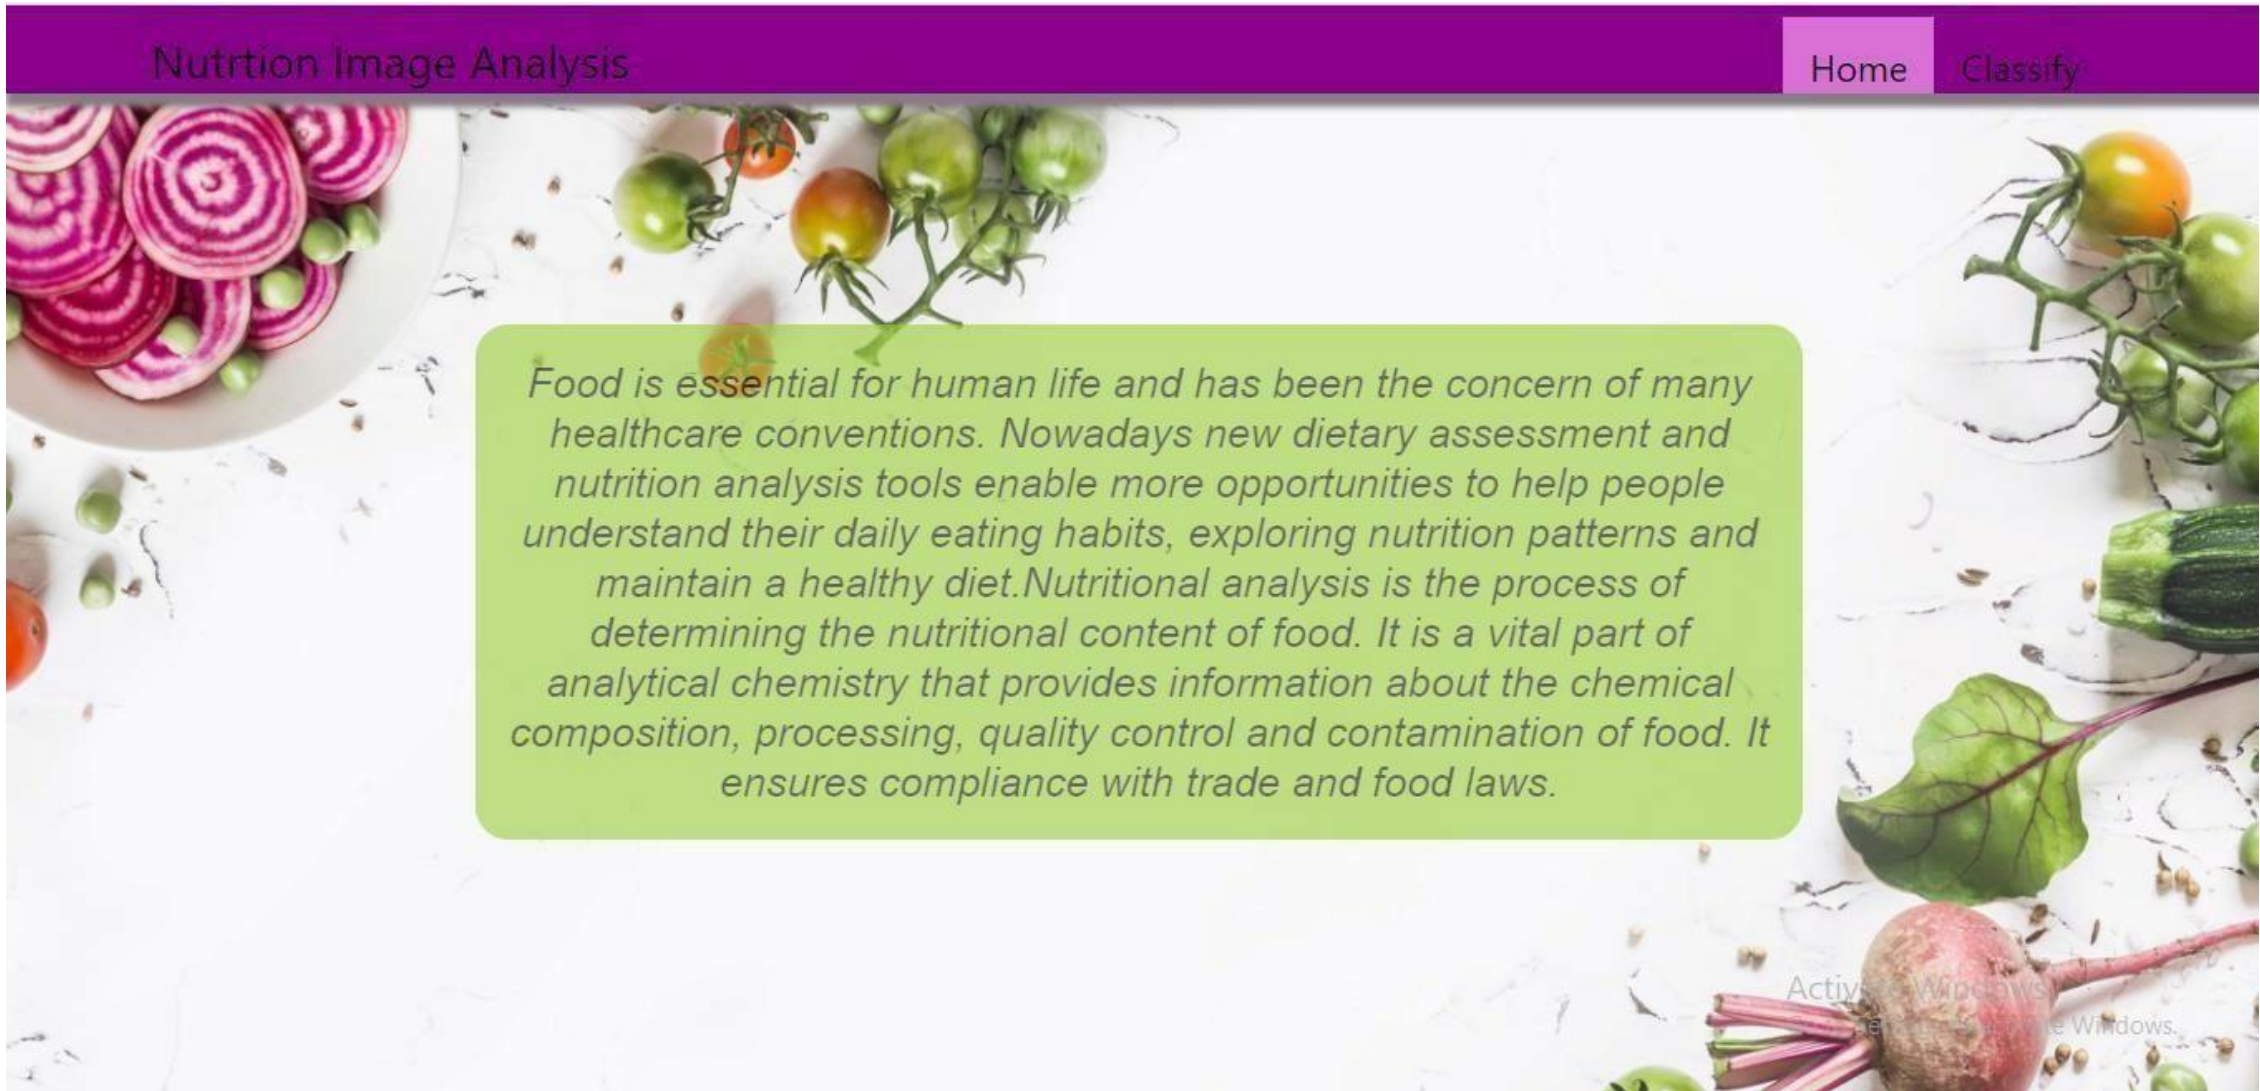 Nutrtion Image Analysis
Home
Classify
Food is essential for human life and has been the concern of many
healthcare conventions. Nowadays new dietary assessment and
nutrition analysis tools enable more opportunities to help people
understand their daily eating habits, exploring nutrition patterns and
maintain a healthy diet.Nutritional analysis is the process of
determining the nutritional content of food. It is a vital part of
analytical chemistry that provides information about the chemical
composition, processing, quality control and contamination of food. It
ensures compliance with trade and food laws.
Activate Windows
Windows.